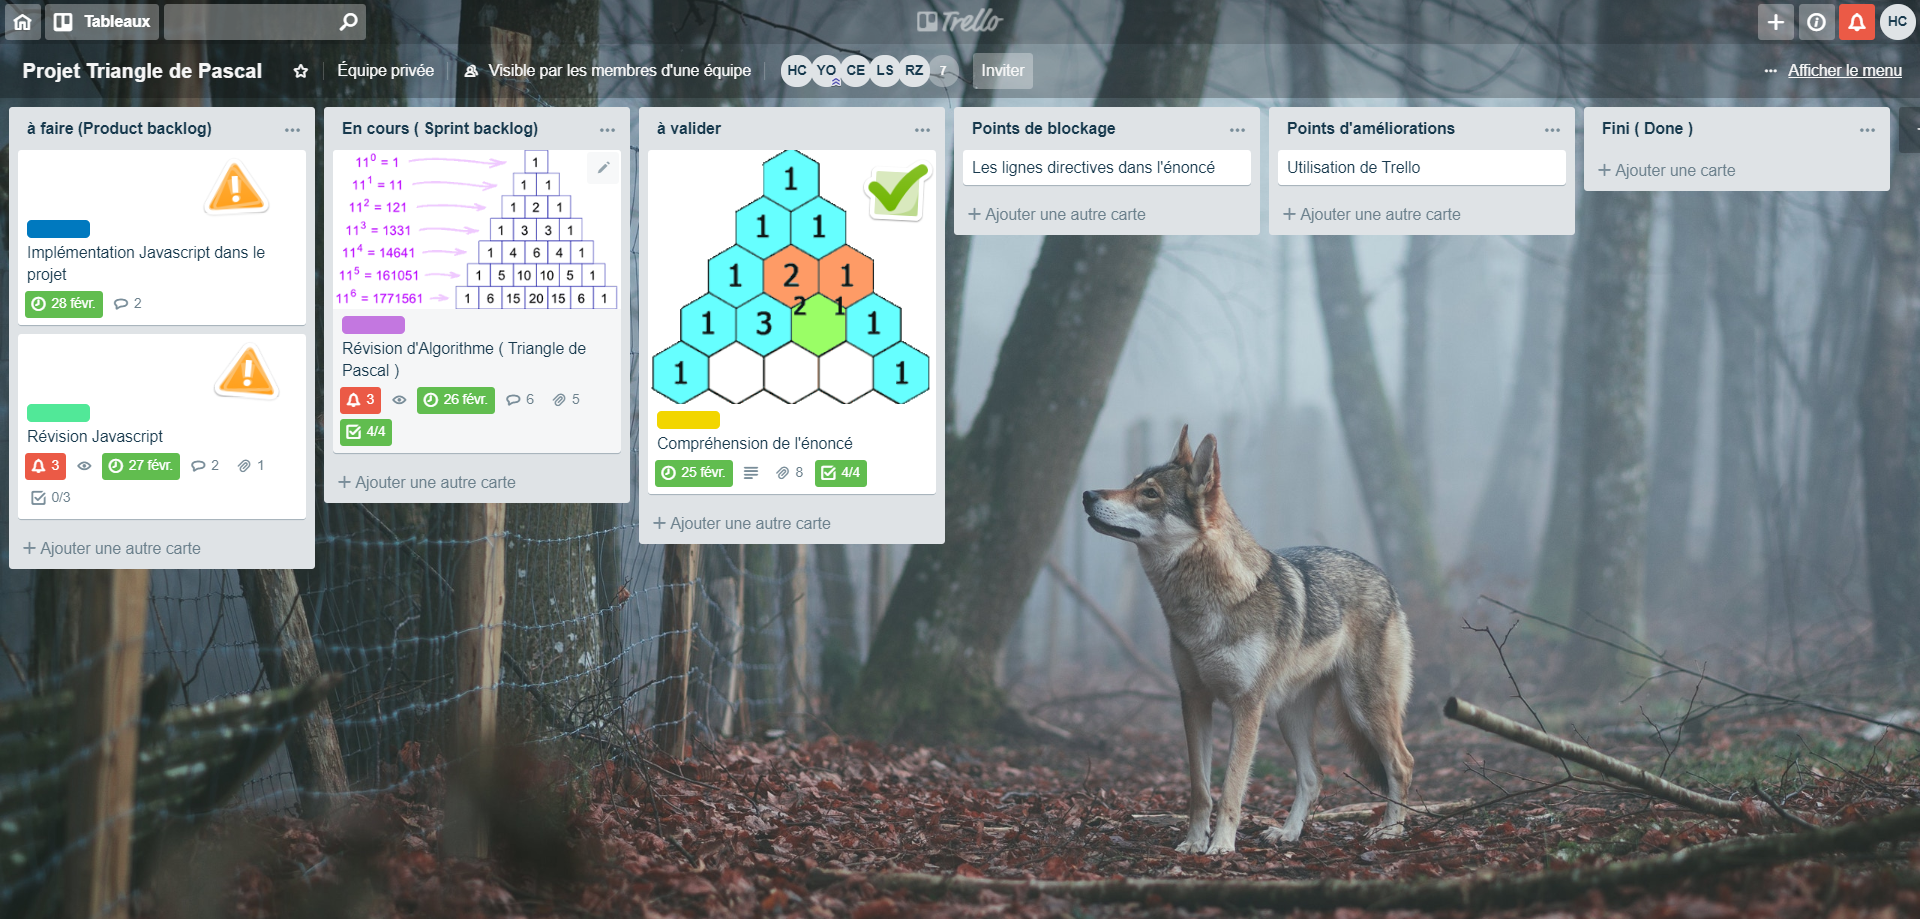 Tableaux
Trello
HC
Projet Triangle de Pascal
Équipe privée
Visible par les membres d'une équipe
HC YO CE LS RZ 7
Inviter
Afficher le menu
à faire (Product backlog)
Implémentation Javascript dans le
projet
28 févr. 2
Révision Javascript
3 27 févr. 2 1
0/3
+ Ajouter une autre carte
En cours ( Sprint backlog)
11^0 = 1 1
11^1 = 11 1 1
11^2 = 121 1 2 1
11^3 = 1331 1 3 3 1
11^4 = 14641 1 4 6 4 1
11^5 = 161051 1 5 10 10 5 1
11^6 = 1771561 1 6 15 20 15 6 1
Révision d'Algorithme ( Triangle de
Pascal )
3 26 févr. 6 5
4/4
+ Ajouter une autre carte
à valider
1
1 1
1 2 1
2 1
1 3 1
1 1
Compréhension de l'énoncé
25 févr. 8 4/4
+ Ajouter une autre carte
Points de blockage
Les lignes directives dans l'énoncé
+ Ajouter une autre carte
Points d'améliorations
Utilisation de Trello
+ Ajouter une autre carte
Fini ( Done )
+ Ajouter une carte